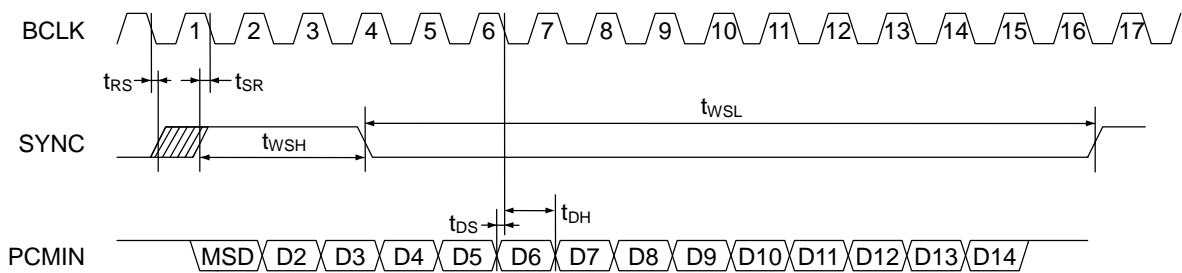 BCLK 1 2 3 4 5 6 7 8 9 10 11 12 13 14 15 16 17
tRS tSR
tWSL
SYNC
tWSH
tDS tDH
PCMIN MSD D2 D3 D4 D5 D6 D7 D8 D9 D10 D11 D12 D13 D14